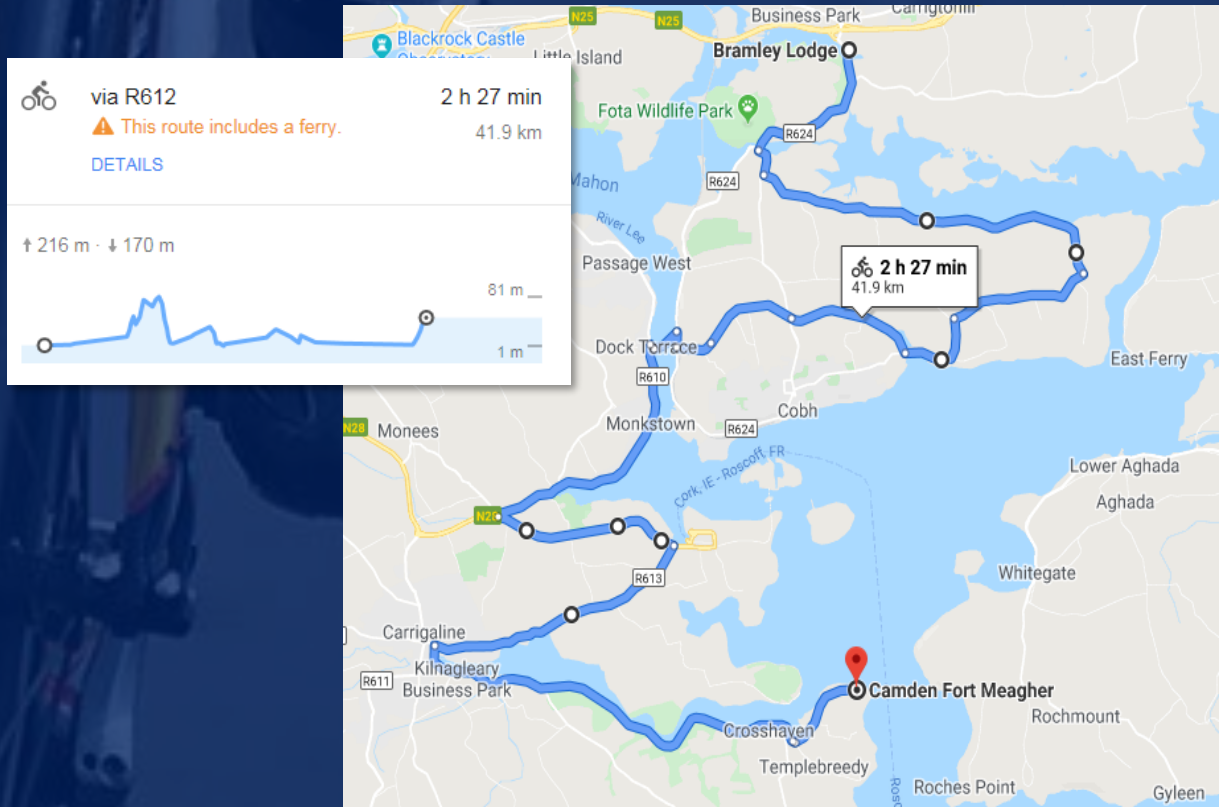 via R612
2 h 27 min
This route includes a ferry.
41.9 km
DETAILS
216 m · 170 m
81 m
1 m
N25
N25
Business Park
Carrigtohill
Blackrock Castle
Observatory
Little Island
Bramley Lodge
Fota Wildlife Park
R624
R624
Mahon
River Lee
Passage West
2 h 27 min
41.9 km
Dock Terrace
East Ferry
R610
Cobh
Monkstown
R624
N28
Monees
Cork, IE - Roscoff FR
Lower Aghada
Aghada
N28
Whitegate
R613
Carrigaline
Kilnagleary
Business Park
R611
Camden Fort Meagher
Rochmount
Crosshaven
Templebreedy
Roches Point
Gyleen